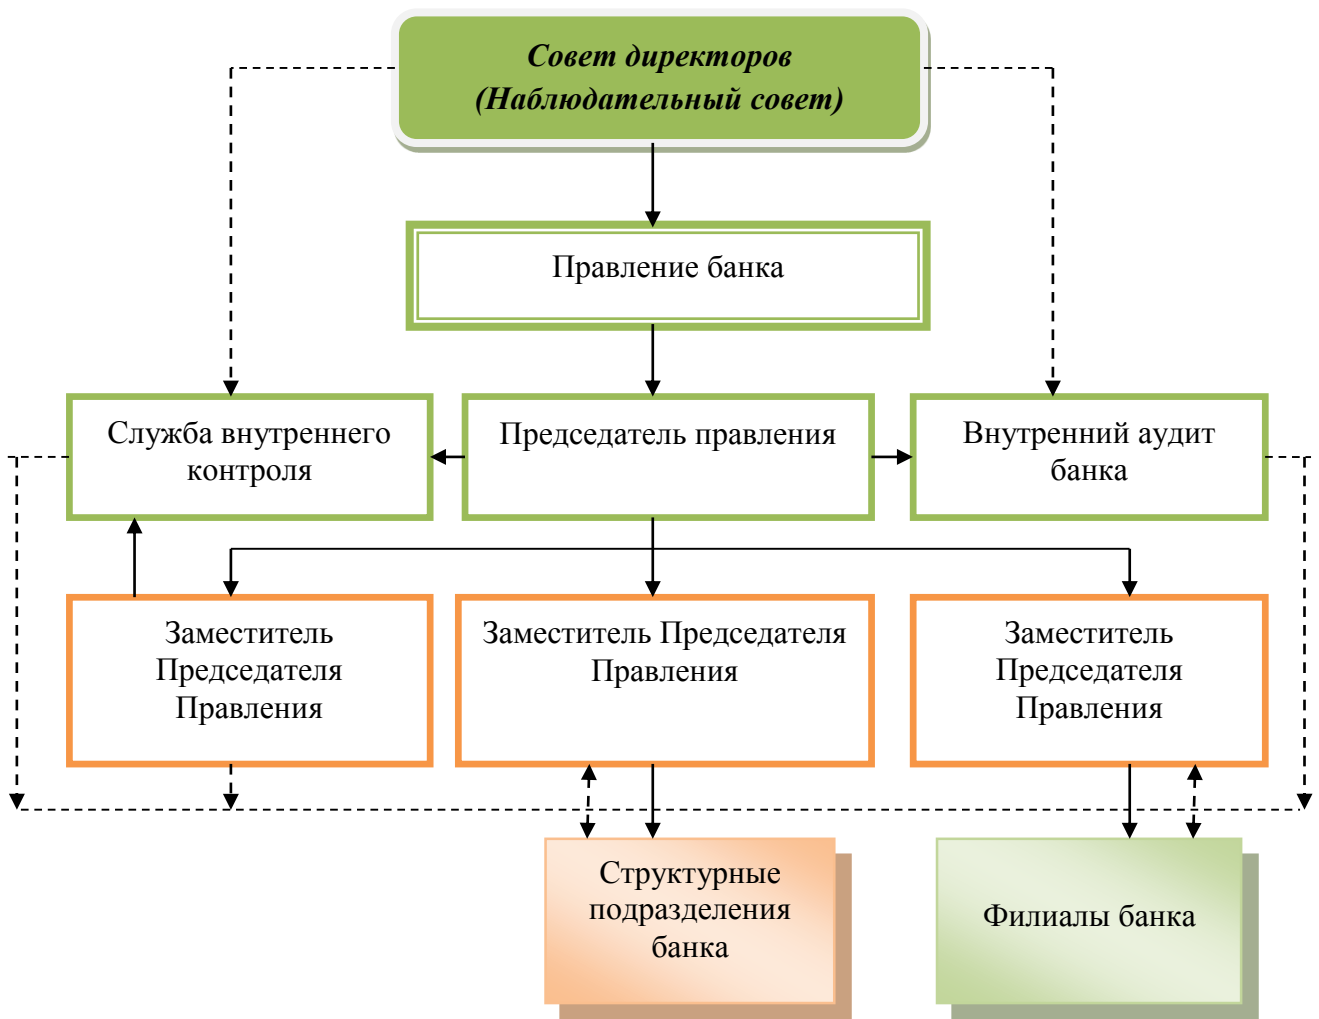 Совет директоров
(Наблюдательный совет)
Правление банка
Служба внутреннего
контроля
Председатель правления
Внутренний аудит
банка
Заместитель
Председателя
Правления
Заместитель Председателя
Правления
Заместитель
Председателя
Правления
Структурные
подразделения
банка
Филиалы банка